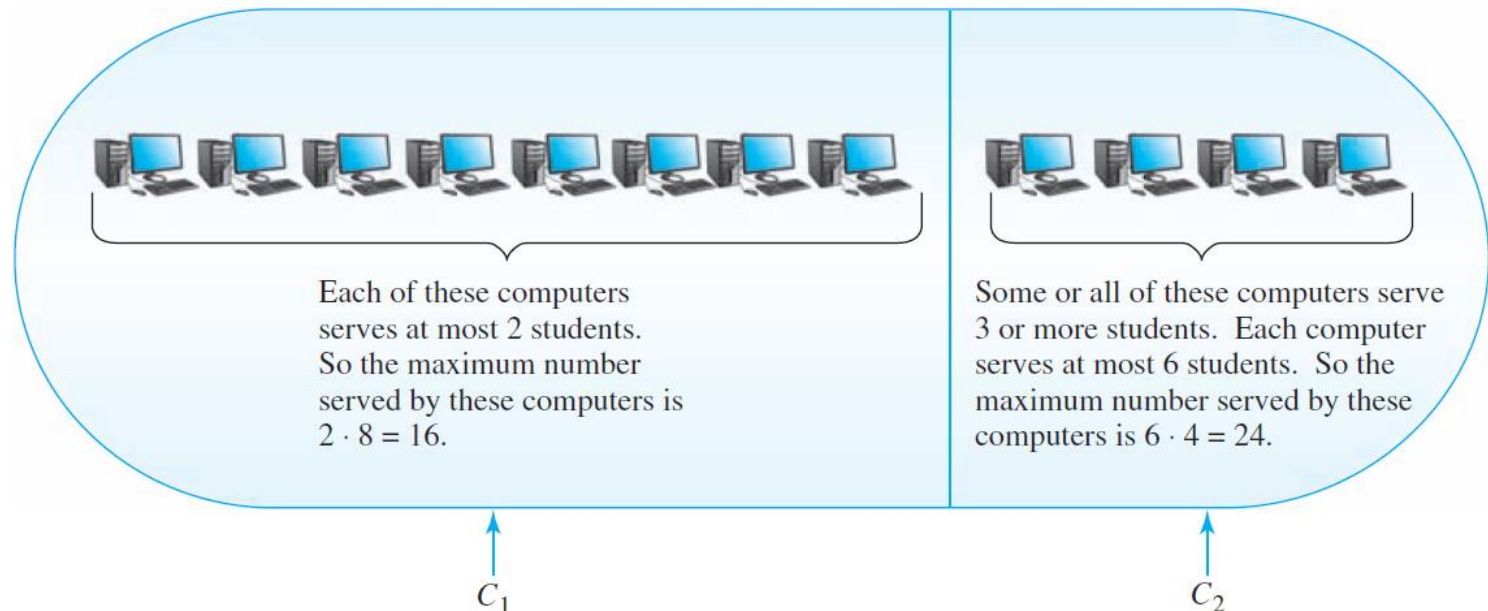 Each of these computers
serves at most 2 students.
So the maximum number
served by these computers is
2 · 8 = 16.
Some or all of these computers serve
3 or more students. Each computer
serves at most 6 students. So the
maximum number served by these
computers is 6 · 4 = 24.
C₁
C₂